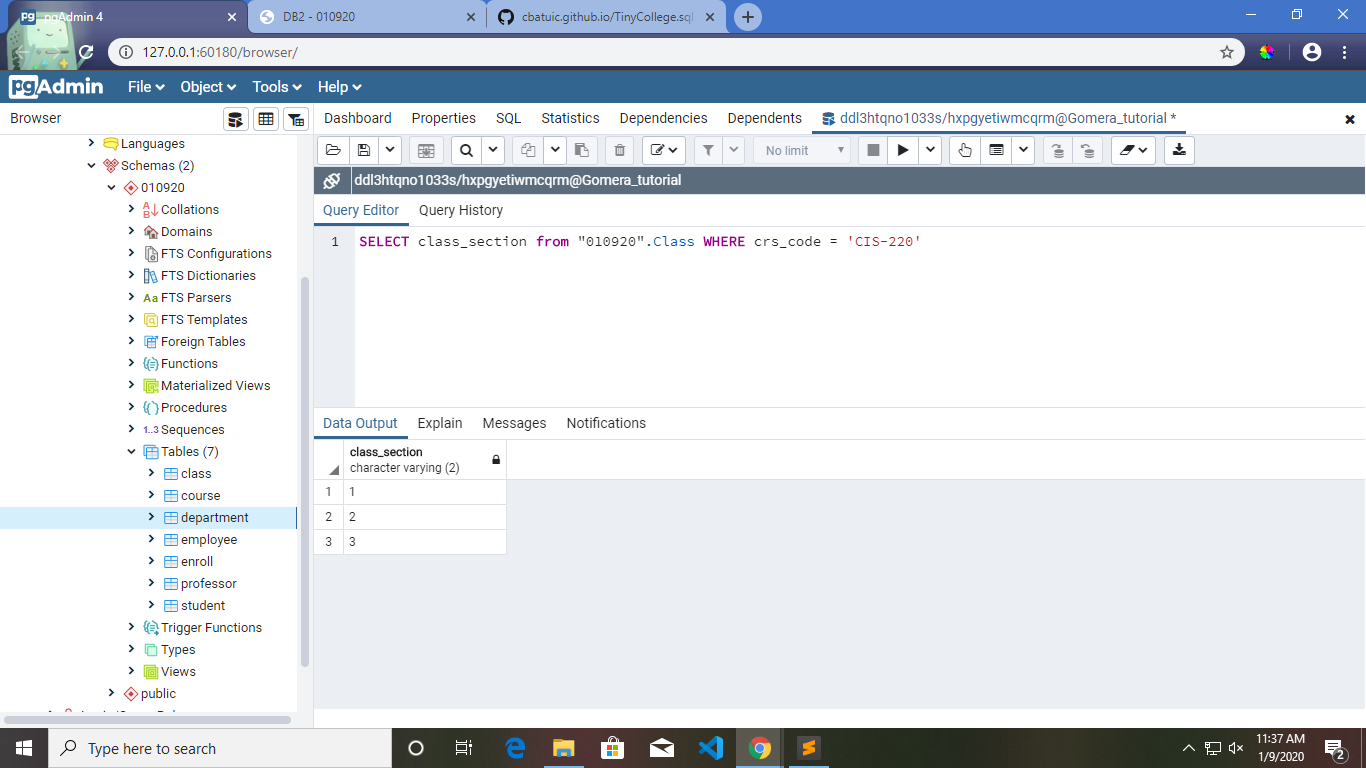 pgAdmin 4
DB2 - 010920
cbatuic.github.io/TinyCollege.sql
127.0.0.1:60180/browser/
pgAdmin File Object Tools Help
Browser
Dashboard Properties SQL Statistics Dependencies Dependents ddl3htqno1033s/hxpgyetiwmcqrm@Gomera_tutorial *
Languages
Schemas (2)
010920
Collations
Domains
FTS Configurations
FTS Dictionaries
Aa FTS Parsers
FTS Templates
Foreign Tables
Functions
Materialized Views
Procedures
1..3 Sequences
Tables (7)
class
course
department
employee
enroll
professor
student
Trigger Functions
Types
Views
public
No limit
ddl3htqno1033s/hxpgyetiwmcqrm@Gomera_tutorial
Query Editor Query History
1 SELECT class_section from "010920".Class WHERE crs_code = 'CIS-220'
Data Output Explain Messages Notifications
class_section
character varying (2)
1 1
2 2
3 3
Type here to search
11:37 AM
1/9/2020
2